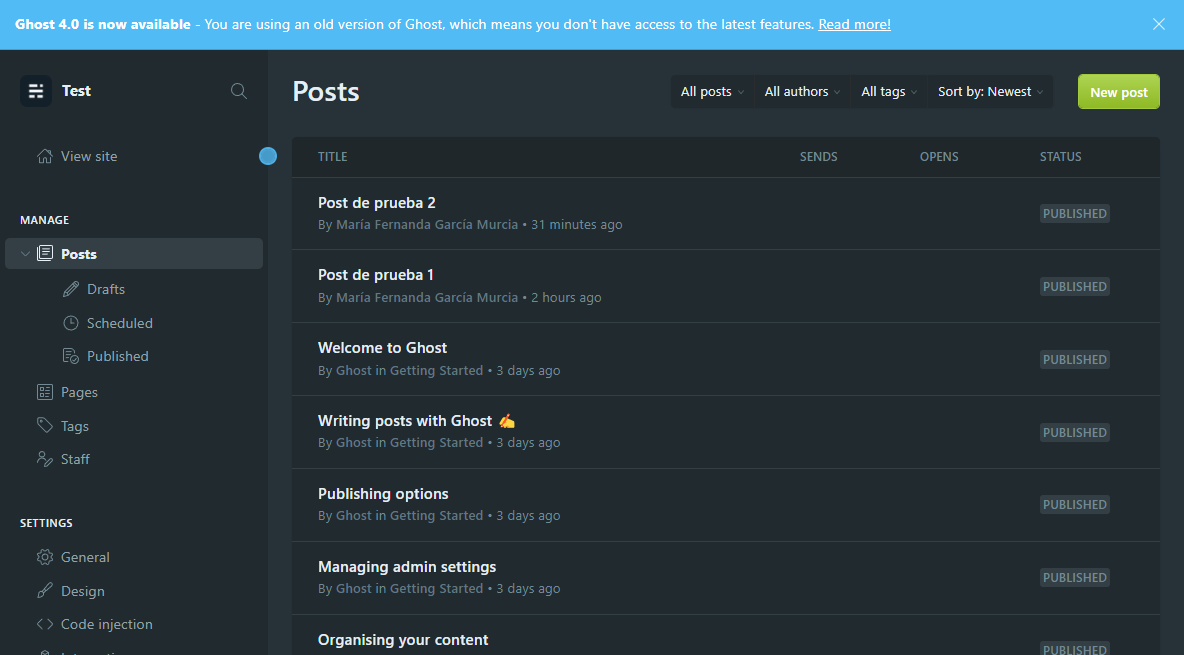 Ghost 4.0 is now available - You are using an old version of Ghost, which means you don't have access to the latest features. Read more!
Test
View site
MANAGE
Posts
Drafts
Scheduled
Published
Pages
Tags
Staff
SETTINGS
General
Design
Code injection
Posts
All posts
All authors
All tags
Sort by: Newest
New post
TITLE SENDS OPENS STATUS
Post de prueba 2
By María Fernanda García Murcia • 31 minutes ago
PUBLISHED
Post de prueba 1
By María Fernanda García Murcia • 2 hours ago
PUBLISHED
Welcome to Ghost
By Ghost in Getting Started • 3 days ago
PUBLISHED
Writing posts with Ghost ✍️
By Ghost in Getting Started • 3 days ago
PUBLISHED
Publishing options
By Ghost in Getting Started • 3 days ago
PUBLISHED
Managing admin settings
By Ghost in Getting Started • 3 days ago
PUBLISHED
Organising your content
PUBLISHED